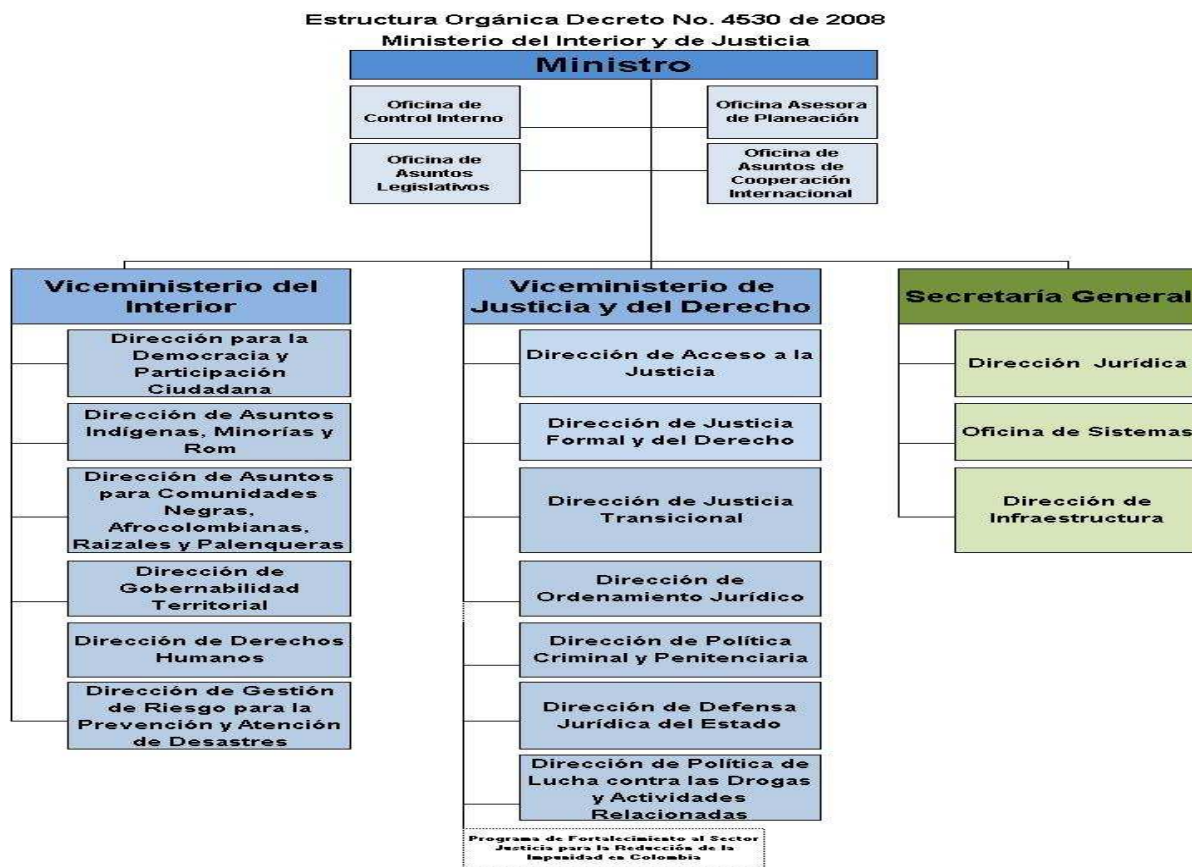 Estructura Orgánica Decreto No. 4530 de 2008
Ministerio del Interior y de Justicia
Ministro
Oficina de
Control Interno
Oficina Asesora
de Planeación
Oficina de
Asuntos
Legislativos
Oficina de
Asuntos de
Cooperación
Internacional
Viceministerio del
Interior
Dirección para la
Democracia y
Participación
Ciudadana
Dirección de Asuntos
Indígenas, Minorías y
Rom
Dirección de Asuntos
para Comunidades
Negras,
Afrocolombianas,
Raizales y Palenqueras
Dirección de
Gobernabilidad
Territorial
Dirección de Derechos
Humanos
Dirección de Gestión
de Riesgo para la
Prevención y Atención
de Desastres
Viceministerio de
Justicia y del Derecho
Dirección de Acceso a la
Justicia
Dirección de Justicia
Formal y del Derecho
Dirección de Justicia
Transicional
Dirección de
Ordenamiento Jurídico
Dirección de Política
Criminal y Penitenciaria
Dirección de Defensa
Jurídica del Estado
Dirección de Política de
Lucha contra las Drogas
y Actividades
Relacionadas
Programa de Fortalecimiento al Sector
Justicia para la Reducción de la
Impunidad en Colombia
Secretaría General
Dirección Jurídica
Oficina de Sistemas
Dirección de
Infraestructura